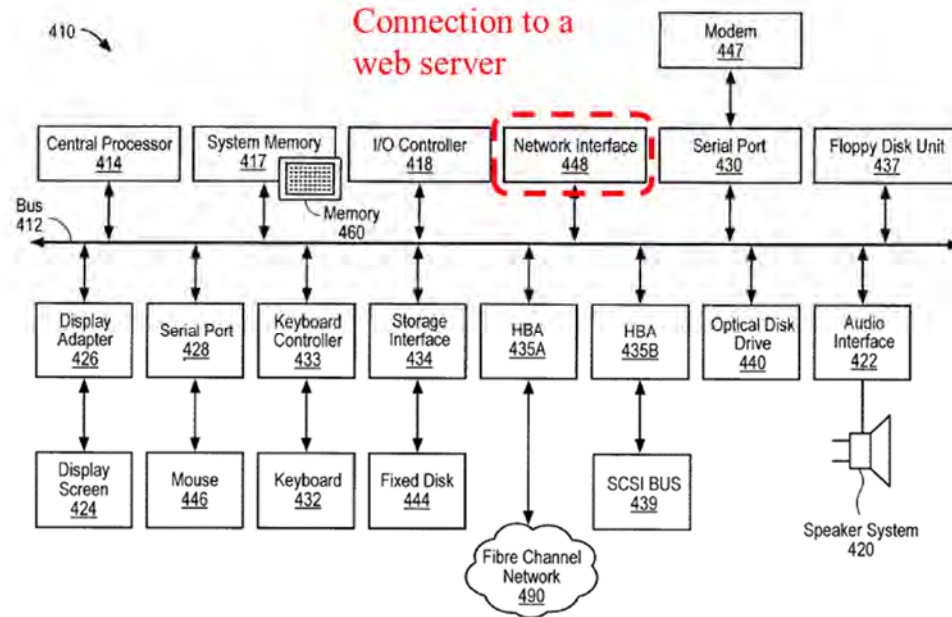 Connection to a
web server
410
Modem
447
Central Processor
414
System Memory
417
I/O Controller
418
Network Interface
448
Serial Port
430
Floppy Disk Unit
437
Memory
460
Bus
412
Display
Adapter
426
Serial Port
428
Keyboard
Controller
433
Storage
Interface
434
HBA
435A
HBA
435B
Optical Disk
Drive
440
Audio
Interface
422
Display
Screen
424
Mouse
446
Keyboard
432
Fixed Disk
444
SCSI BUS
439
Speaker System
420
Fibre Channel
Network
490